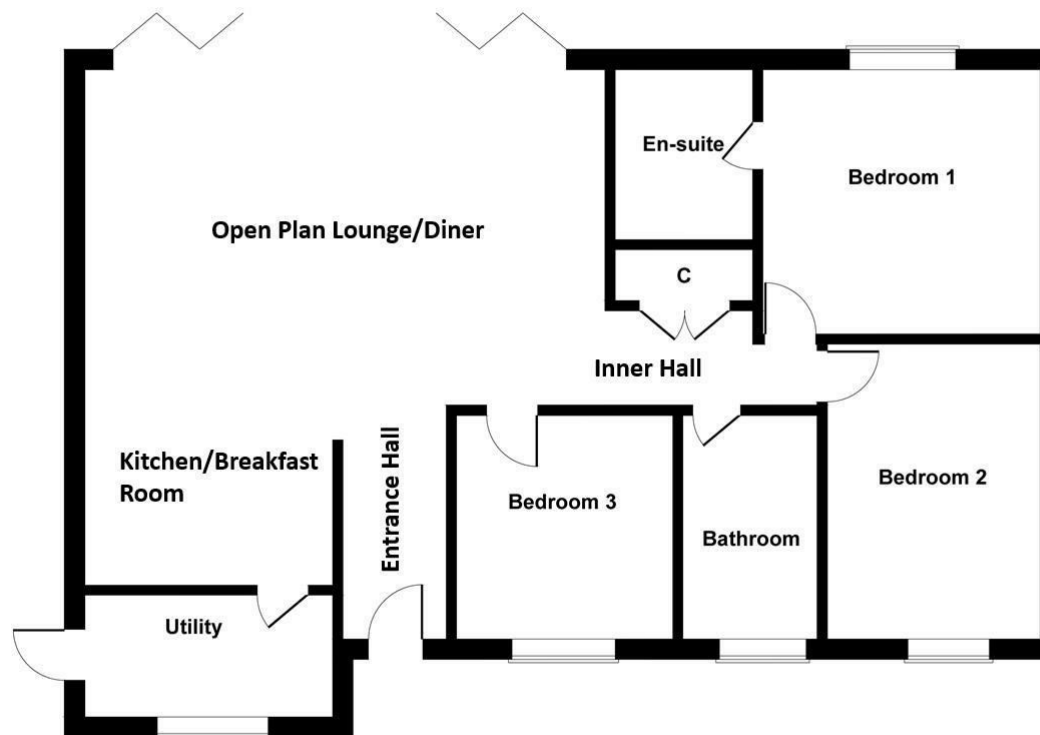 En-suite
Bedroom 1
Open Plan Lounge/Diner
C
Inner Hall
Kitchen/Breakfast
Room
Entrance Hall
Bedroom 3
Bedroom 2
Bathroom
Utility